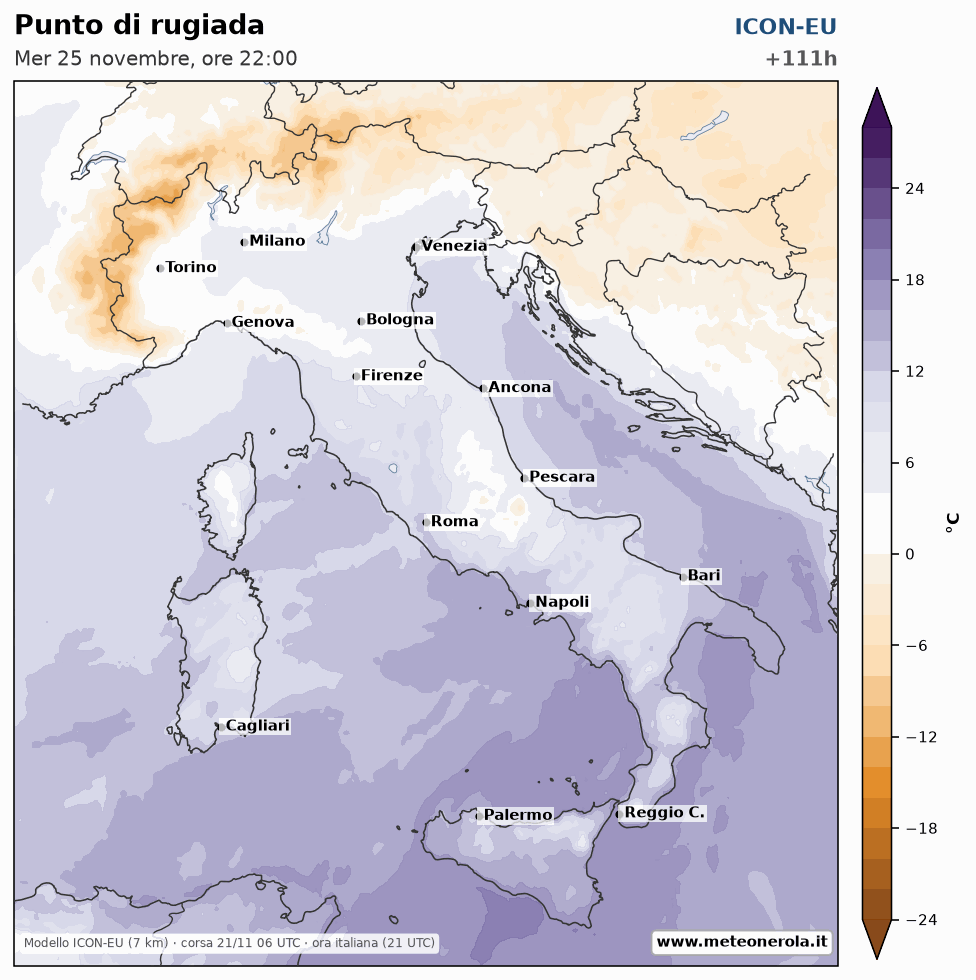 Punto di rugiada
ICON-EU
Mer 25 novembre, ore 22:00
+111h
Milano
Venezia
Torino
Genova
Bologna
Firenze
Ancona
Pescara
Roma
Bari
Napoli
Cagliari
Palermo
Reggio C.
24
18
12
6
0
−6
−12
−18
−24
°C
Modello ICON-EU (7 km) · corsa 21/11 06 UTC · ora italiana (21 UTC)
www.meteonerola.it